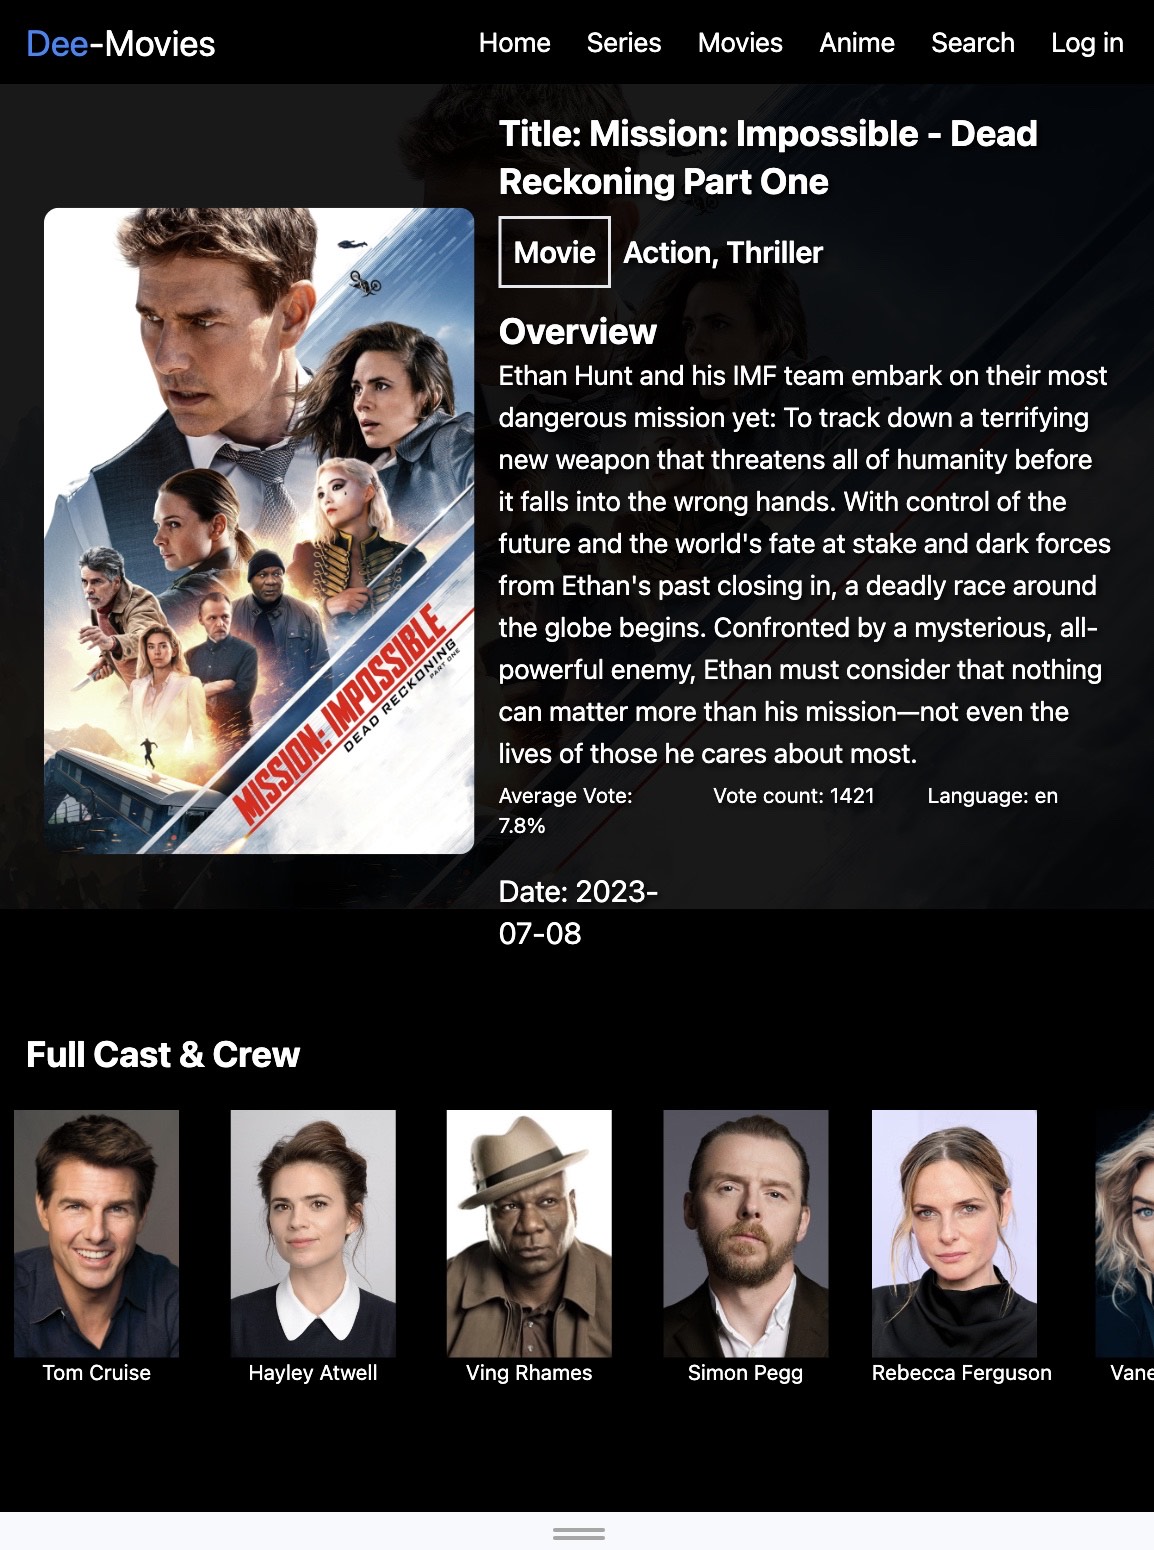 Dee-Movies
Home Series Movies Anime Search Log in
Title: Mission: Impossible - Dead
Reckoning Part One
Movie Action, Thriller
Overview
Ethan Hunt and his IMF team embark on their most
dangerous mission yet: To track down a terrifying
new weapon that threatens all of humanity before
it falls into the wrong hands. With control of the
future and the world's fate at stake and dark forces
from Ethan's past closing in, a deadly race around
the globe begins. Confronted by a mysterious, all-
powerful enemy, Ethan must consider that nothing
can matter more than his mission—not even the
lives of those he cares about most.
Average Vote: Vote count: 1421 Language: en
7.8%
Date: 2023-
07-08
MISSION: IMPOSSIBLE
DEAD RECKONING
PART ONE
Full Cast & Crew
Tom Cruise Hayley Atwell Ving Rhames Simon Pegg Rebecca Ferguson Vane